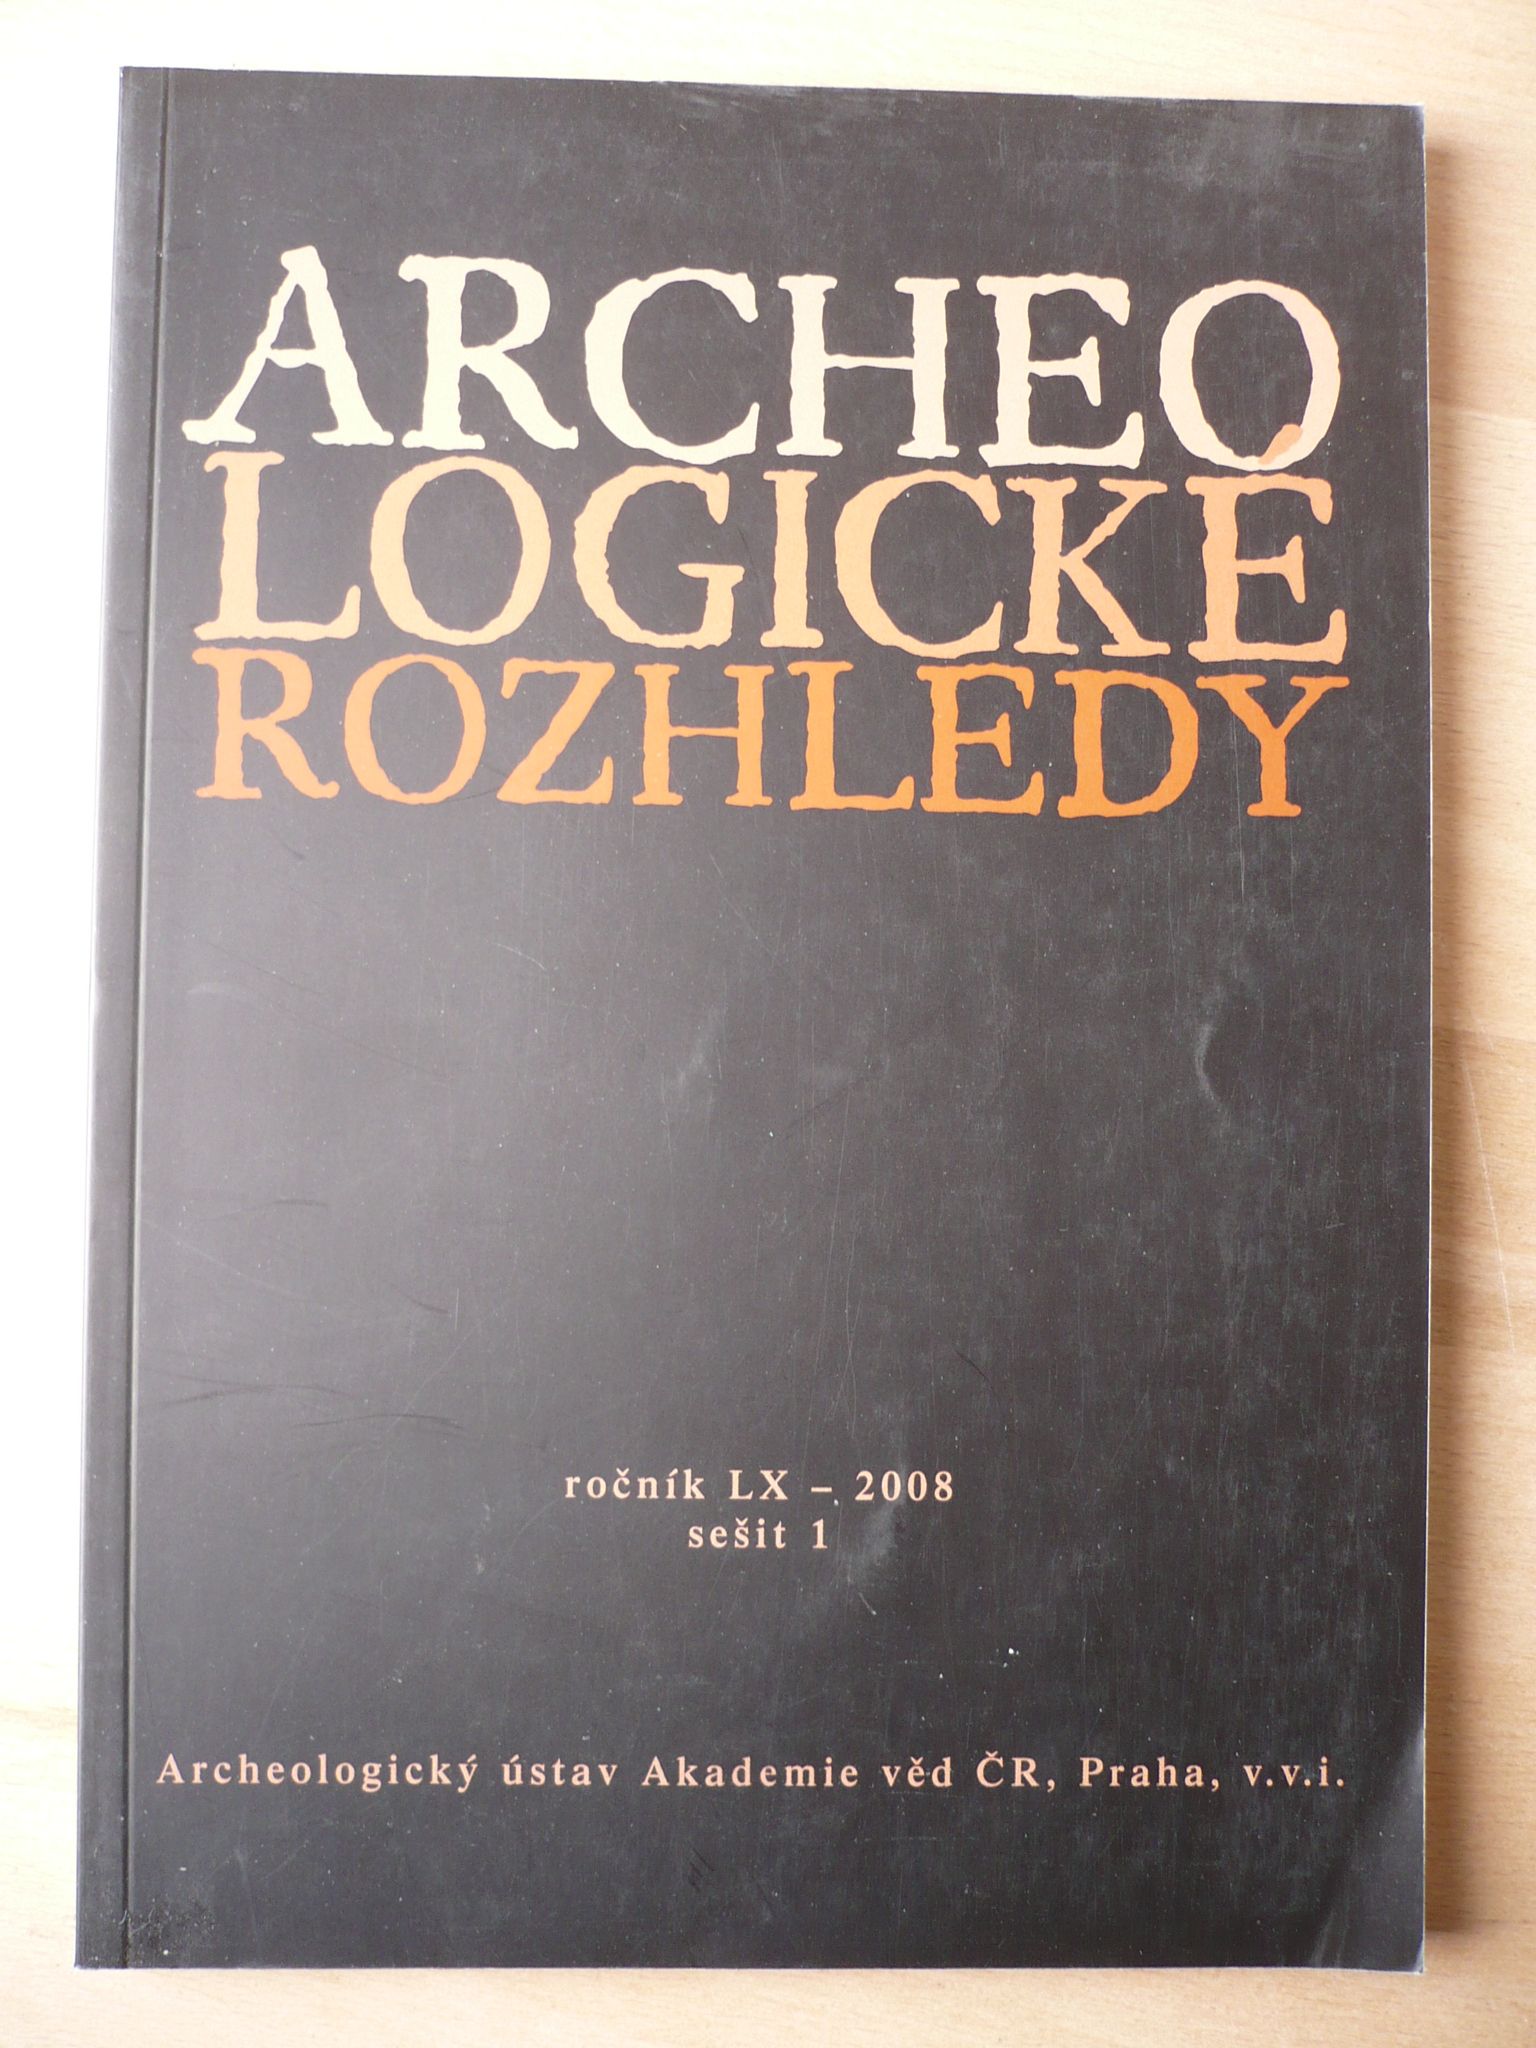 ARCHEO
LOGICKÉ
ROZHLEDY
ročník LX – 2008
sešit 1
Archeologický ústav Akademie věd ČR, Praha, v.v.i.